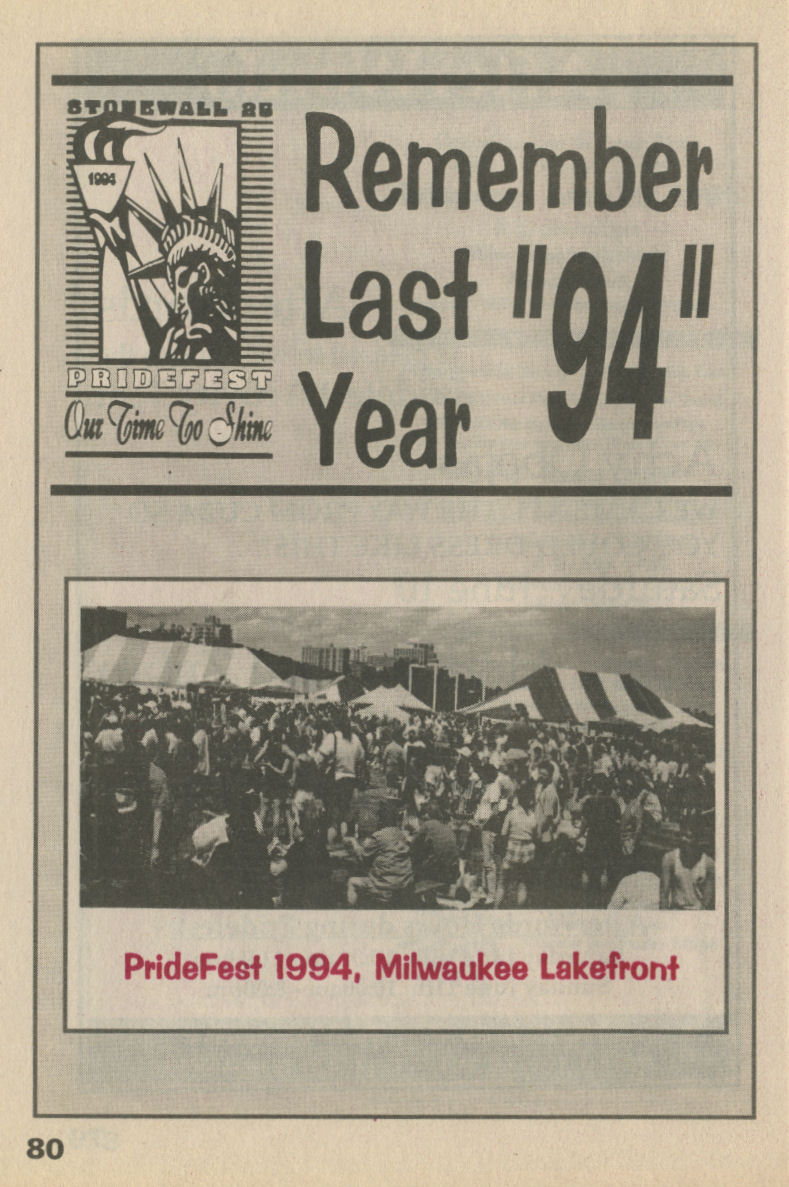 STONEWALL 25
1994
PRIDEFEST
Our Time To Shine
Remember
Last "94"
Year
PrideFest 1994, Milwaukee Lakefront
80